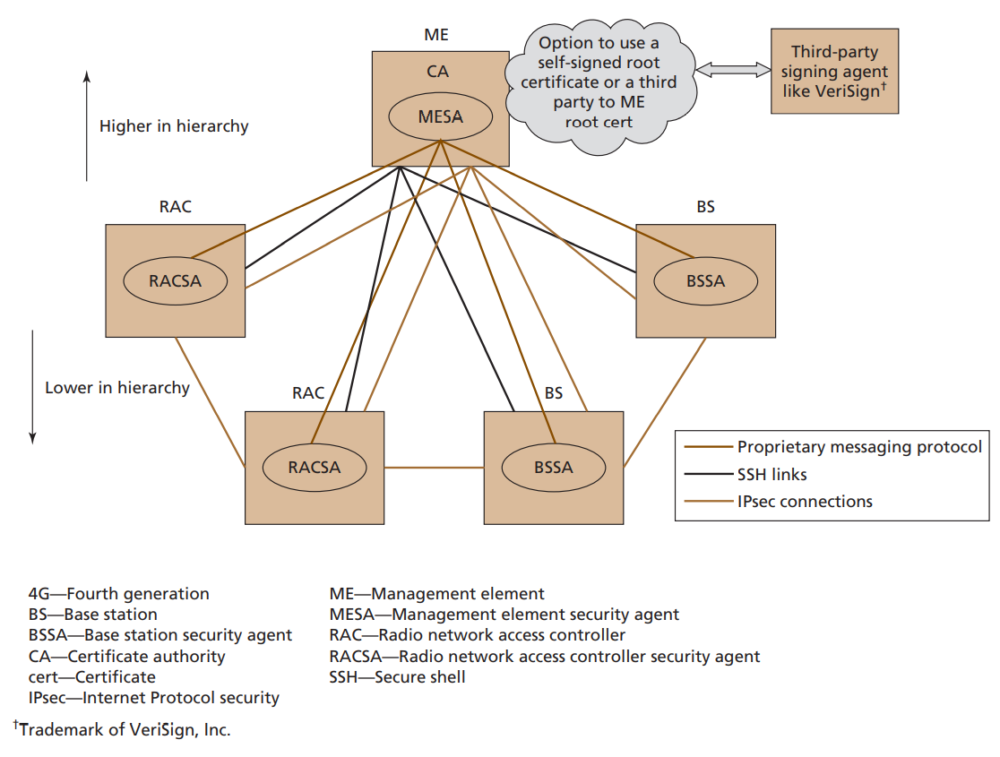 ME
CA
MESA
Option to use a
self-signed root
certificate or a third
party to ME
root cert
Third-party
signing agent
like VeriSign†
Higher in hierarchy
RAC
RACSA
BS
BSSA
Lower in hierarchy
RAC
RACSA
BS
BSSA
Proprietary messaging protocol
SSH links
IPsec connections
4G—Fourth generation
BS—Base station
BSSA—Base station security agent
CA—Certificate authority
cert—Certificate
IPsec—Internet Protocol security
ME—Management element
MESA—Management element security agent
RAC—Radio network access controller
RACSA—Radio network access controller security agent
SSH—Secure shell
†Trademark of VeriSign, Inc.